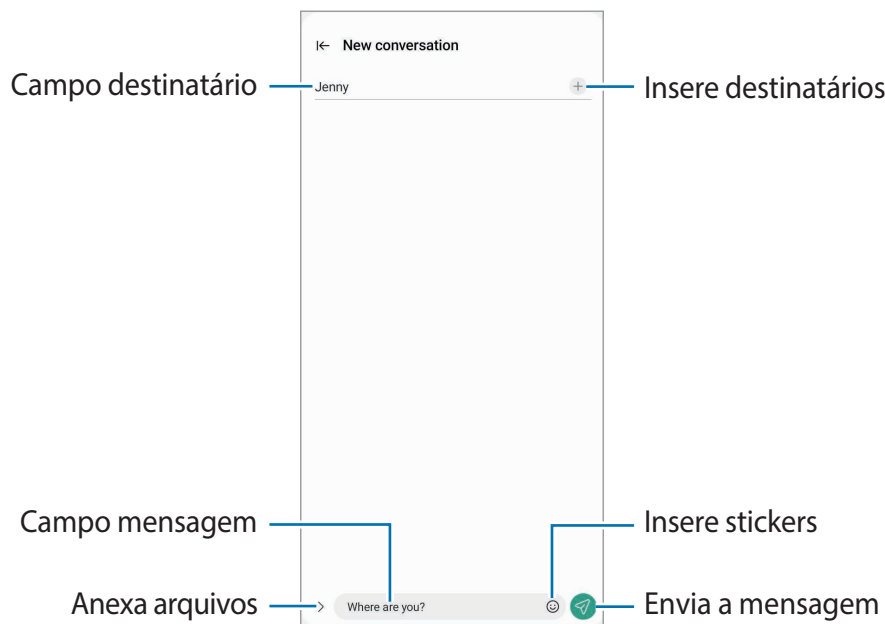 New conversation
Campo destinatário
Jenny
Insere destinatários
Campo mensagem
Insere stickers
Anexa arquivos
Where are you?
Envia a mensagem